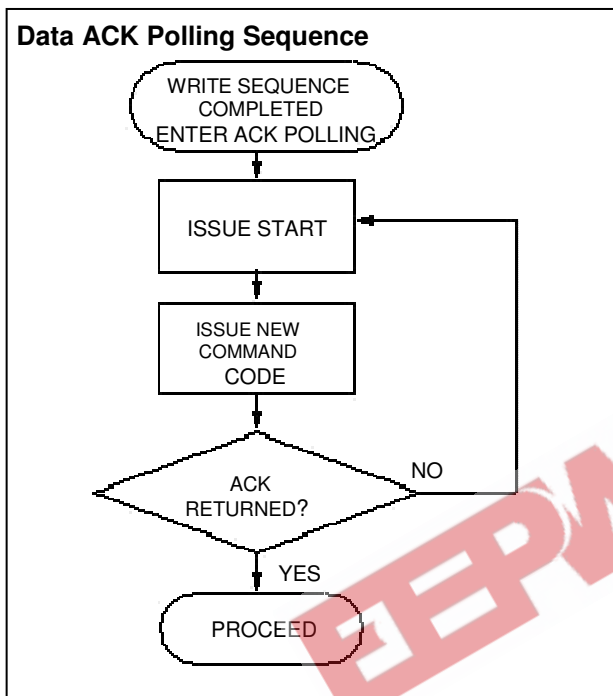 Data ACK Polling Sequence
WRITE SEQUENCE
COMPLETED
ENTER ACK POLLING
ISSUE START
ISSUE NEW
COMMAND
CODE
ACK
RETURNED?
NO
YES
PROCEED
EEPW